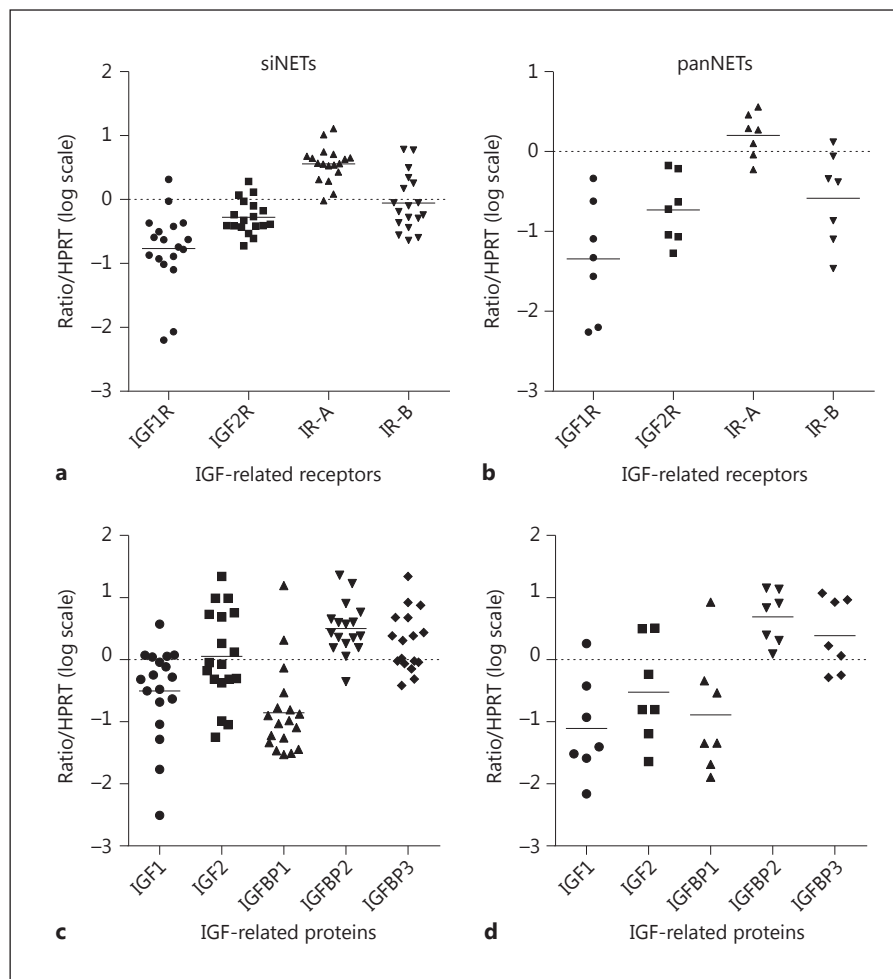 siNETs
2
1
0
−1
−2
−3
Ratio/HPRT (log scale)
IGF1R
IGF2R
IR-A
IR-B
a
IGF-related receptors
panNETs
1
0
−1
−2
−3
Ratio/HPRT (log scale)
IGF1R
IGF2R
IR-A
IR-B
b
IGF-related receptors
2
1
0
−1
−2
−3
Ratio/HPRT (log scale)
IGF1
IGF2
IGFBP1
IGFBP2
IGFBP3
c
IGF-related proteins
2
1
0
−1
−2
−3
Ratio/HPRT (log scale)
IGF1
IGF2
IGFBP1
IGFBP2
IGFBP3
d
IGF-related proteins